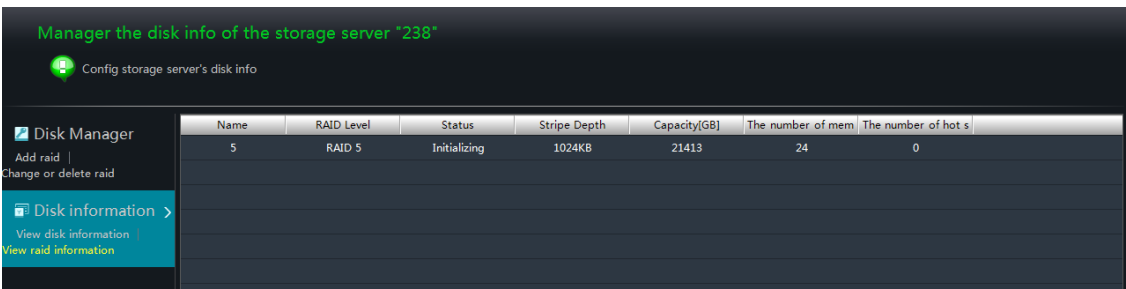 Manager the disk info of the storage server "238"
Config storage server's disk info
Disk Manager
Add raid |
Change or delete raid
Disk information >
View disk information |
View raid information
Name RAID Level Status Stripe Depth Capacity[GB] The number of mem The number of hot s
5 RAID 5 Initializing 1024KB 21413 24 0